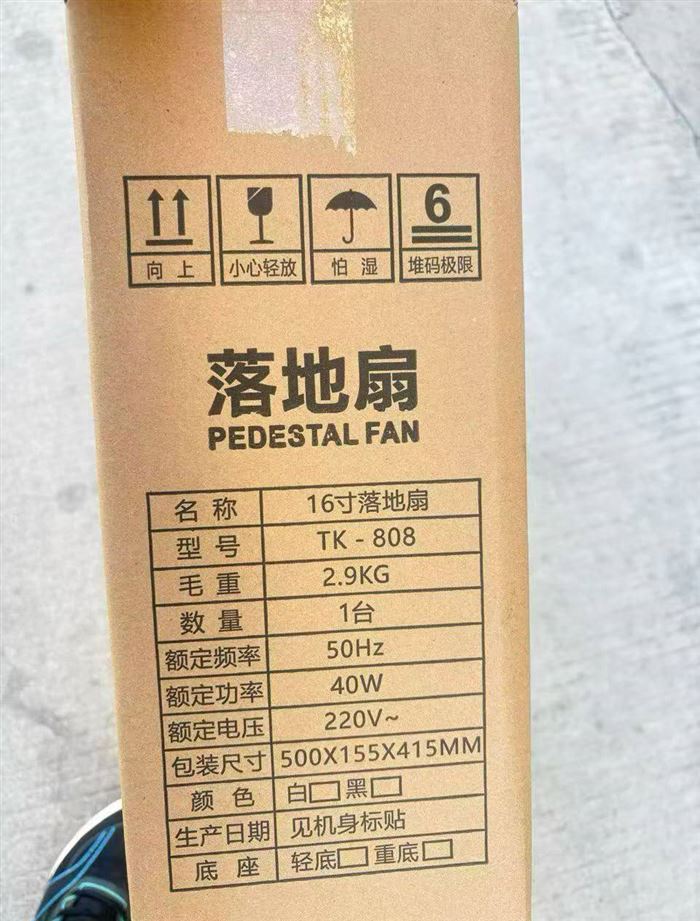 6
向上 小心轻放 怕湿 堆码极限
落地扇
PEDESTAL FAN
名称 16寸落地扇
型号 TK - 808
毛重 2.9KG
数量 1台
额定频率 50Hz
额定功率 40W
额定电压 220V~
包装尺寸 500X155X415MM
颜色 白□黑□
生产日期 见机身标贴
底座 轻底□重底□